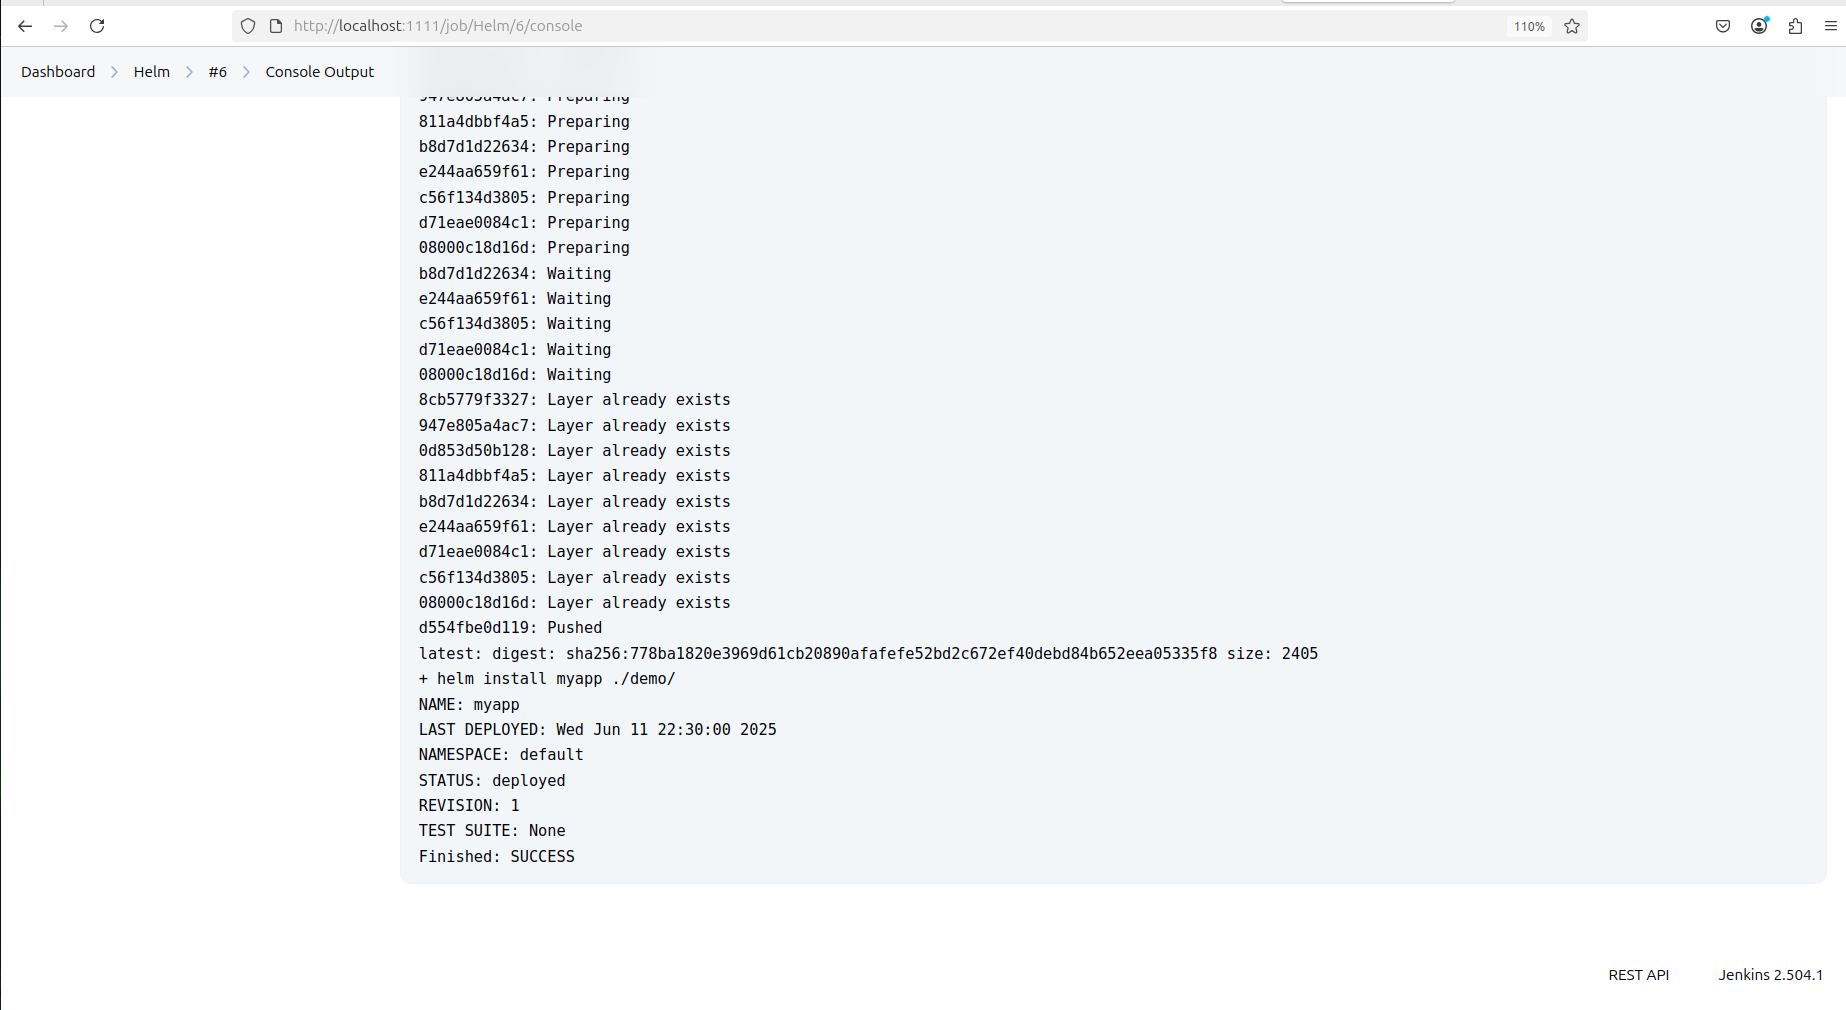 http://localhost:1111/job/Helm/6/console
110%
Dashboard
Helm
#6
Console Output
947e805a4ac7: Preparing
811a4dbbf4a5: Preparing
b8d7d1d22634: Preparing
e244aa659f61: Preparing
c56f134d3805: Preparing
d71eae0084c1: Preparing
08000c18d16d: Preparing
b8d7d1d22634: Waiting
e244aa659f61: Waiting
c56f134d3805: Waiting
d71eae0084c1: Waiting
08000c18d16d: Waiting
8cb5779f3327: Layer already exists
947e805a4ac7: Layer already exists
0d853d50b128: Layer already exists
811a4dbbf4a5: Layer already exists
b8d7d1d22634: Layer already exists
e244aa659f61: Layer already exists
d71eae0084c1: Layer already exists
c56f134d3805: Layer already exists
08000c18d16d: Layer already exists
d554fbe0d119: Pushed
latest: digest: sha256:778ba1820e3969d61cb20890afafefe52bd2c672ef40debd84b652eea05335f8 size: 2405
+ helm install myapp ./demo/
NAME: myapp
LAST DEPLOYED: Wed Jun 11 22:30:00 2025
NAMESPACE: default
STATUS: deployed
REVISION: 1
TEST SUITE: None
Finished: SUCCESS
REST API
Jenkins 2.504.1